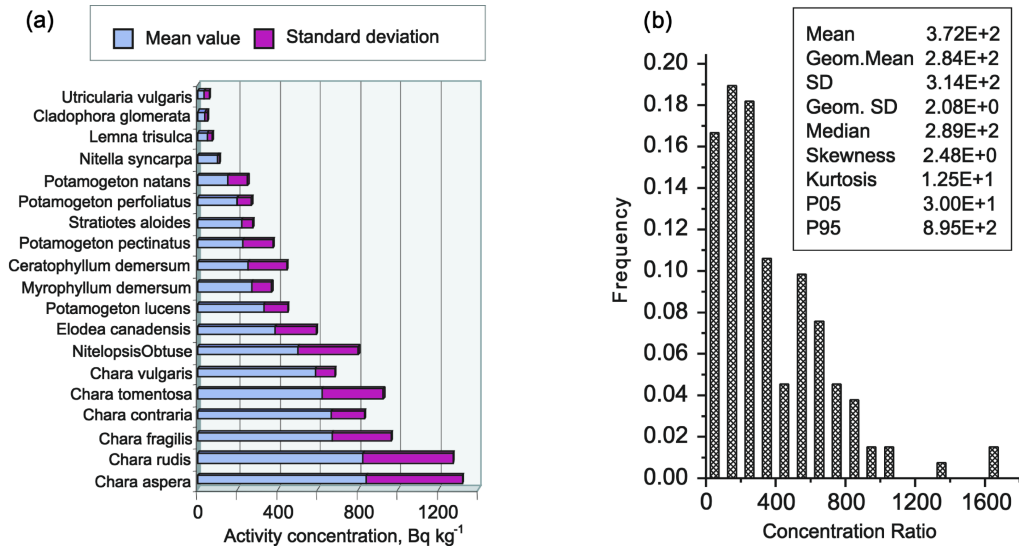 (a)
Mean value Standard deviation
Utricularia vulgaris
Cladophora glomerata
Lemna trisulca
Nitella syncarpa
Potamogeton natans
Potamogeton perfoliatus
Stratiotes aloides
Potamogeton pectinatus
Ceratophyllum demersum
Myrophyllum demersum
Potamogeton lucens
Elodea canadensis
NitelopsisObtuse
Chara vulgaris
Chara tomentosa
Chara contraria
Chara fragilis
Chara rudis
Chara aspera
0 400 800 1200
Activity concentration, Bq kg-1
(b)
Mean 3.72E+2
Geom.Mean 2.84E+2
SD 3.14E+2
Geom. SD 2.08E+0
Median 2.89E+2
Skewness 2.48E+0
Kurtosis 1.25E+1
P05 3.00E+1
P95 8.95E+2
Frequency
0.20
0.18
0.16
0.14
0.12
0.10
0.08
0.06
0.04
0.02
0.00
0 400 800 1200 1600
Concentration Ratio